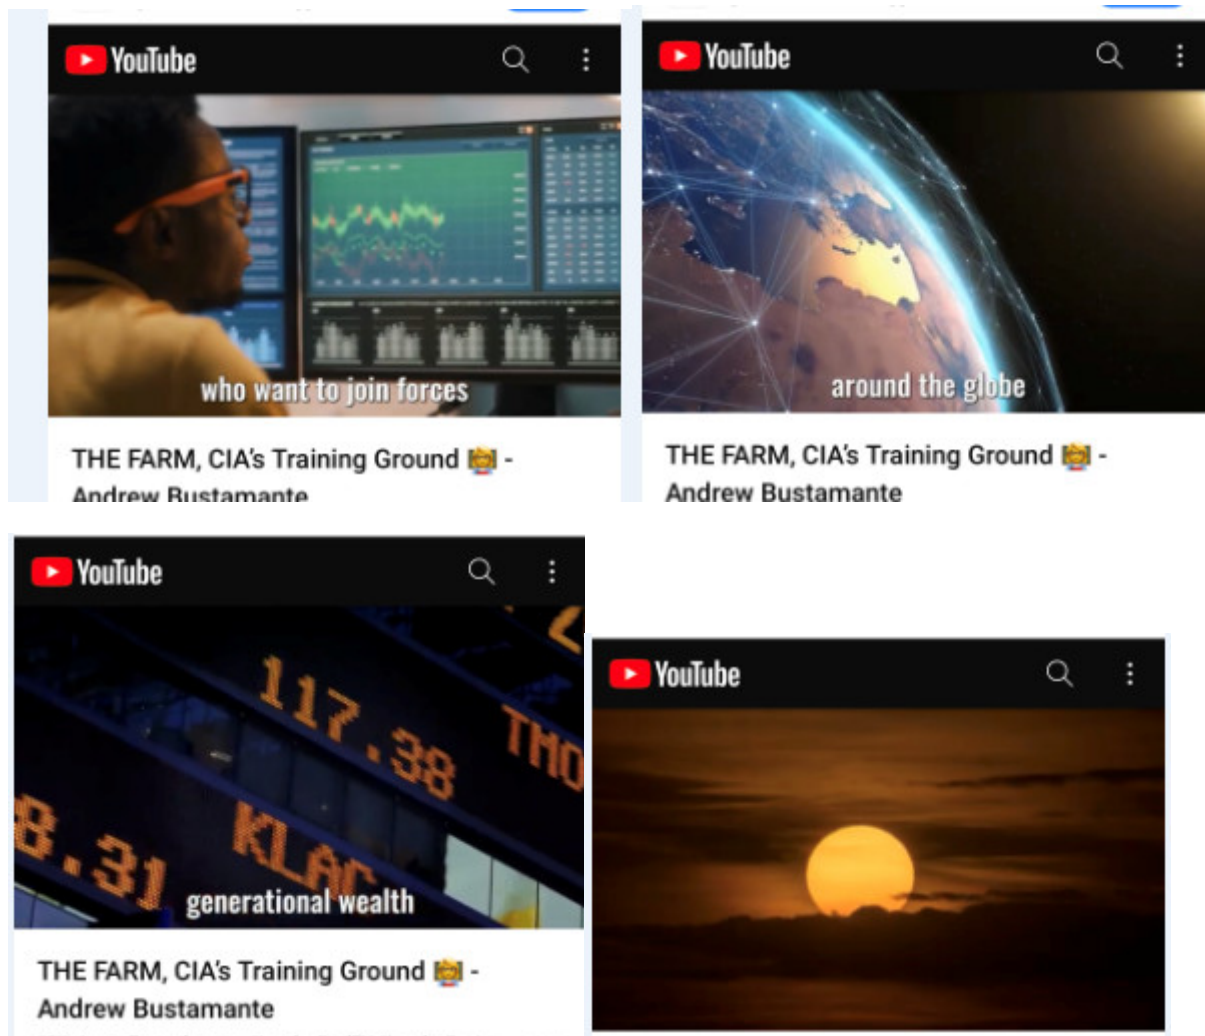 YouTube
who want to join forces
THE FARM, CIA's Training Ground 👩‍🌾 -
Andrew Bustamante
YouTube
around the globe
THE FARM, CIA's Training Ground 👩‍🌾 -
Andrew Bustamante
YouTube
117.38
THO
8.31
KLAC
generational wealth
THE FARM, CIA's Training Ground 👩‍🌾 -
Andrew Bustamante
YouTube